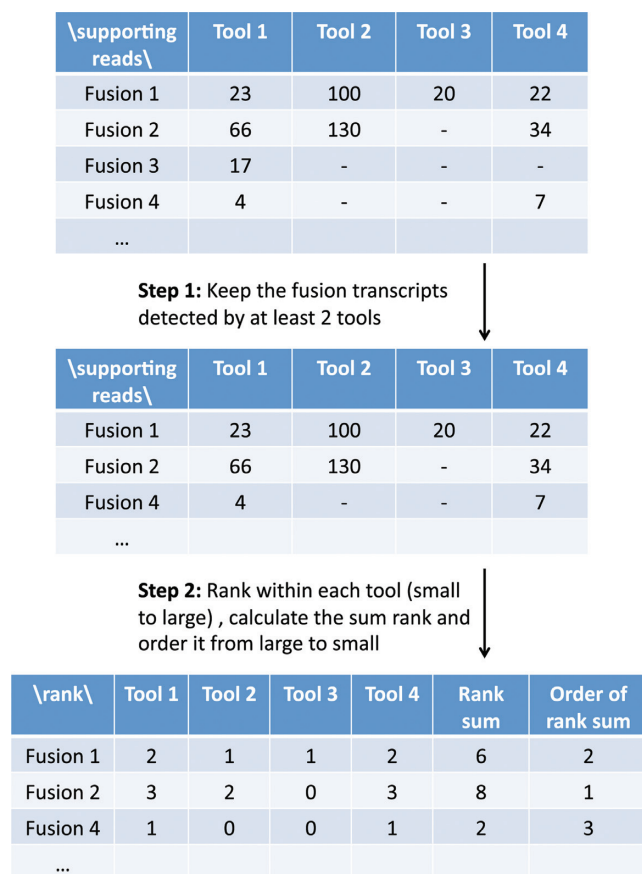 \supporting reads\ Tool 1 Tool 2 Tool 3 Tool 4
Fusion 1 23 100 20 22
Fusion 2 66 130 - 34
Fusion 3 17 - - -
Fusion 4 4 - - 7
...
Step 1: Keep the fusion transcripts
detected by at least 2 tools
\supporting reads\ Tool 1 Tool 2 Tool 3 Tool 4
Fusion 1 23 100 20 22
Fusion 2 66 130 - 34
Fusion 4 4 - - 7
...
Step 2: Rank within each tool (small
to large) , calculate the sum rank and
order it from large to small
\rank\ Tool 1 Tool 2 Tool 3 Tool 4 Rank sum Order of rank sum
Fusion 1 2 1 1 2 6 2
Fusion 2 3 2 0 3 8 1
Fusion 4 1 0 0 1 2 3
...